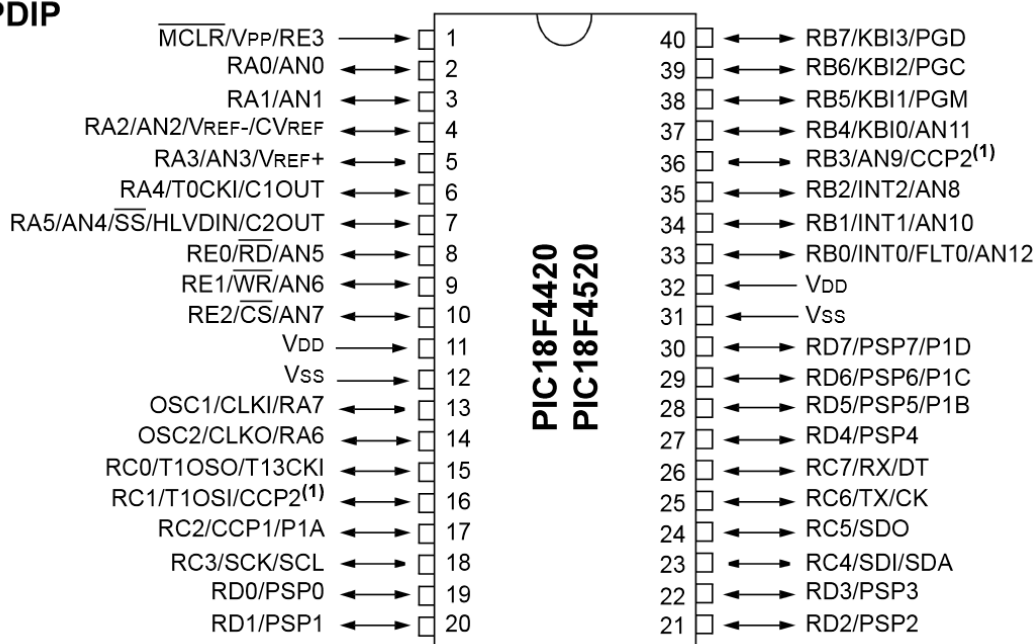 PDIP
MCLR/VPP/RE3 1 40 RB7/KBI3/PGD
RA0/AN0 2 39 RB6/KBI2/PGC
RA1/AN1 3 38 RB5/KBI1/PGM
RA2/AN2/VREF-/CVREF 4 37 RB4/KBI0/AN11
RA3/AN3/VREF+ 5 36 RB3/AN9/CCP2(1)
RA4/T0CKI/C1OUT 6 35 RB2/INT2/AN8
RA5/AN4/SS/HLVDIN/C2OUT 7 34 RB1/INT1/AN10
RE0/RD/AN5 8 33 RB0/INT0/FLT0/AN12
RE1/WR/AN6 9 32 VDD
RE2/CS/AN7 10 31 VSS
VDD 11 30 RD7/PSP7/P1D
VSS 12 29 RD6/PSP6/P1C
OSC1/CLKI/RA7 13 28 RD5/PSP5/P1B
OSC2/CLKO/RA6 14 27 RD4/PSP4
RC0/T1OSO/T13CKI 15 26 RC7/RX/DT
RC1/T1OSI/CCP2(1) 16 25 RC6/TX/CK
RC2/CCP1/P1A 17 24 RC5/SDO
RC3/SCK/SCL 18 23 RC4/SDI/SDA
RD0/PSP0 19 22 RD3/PSP3
RD1/PSP1 20 21 RD2/PSP2
PIC18F4420
PIC18F4520